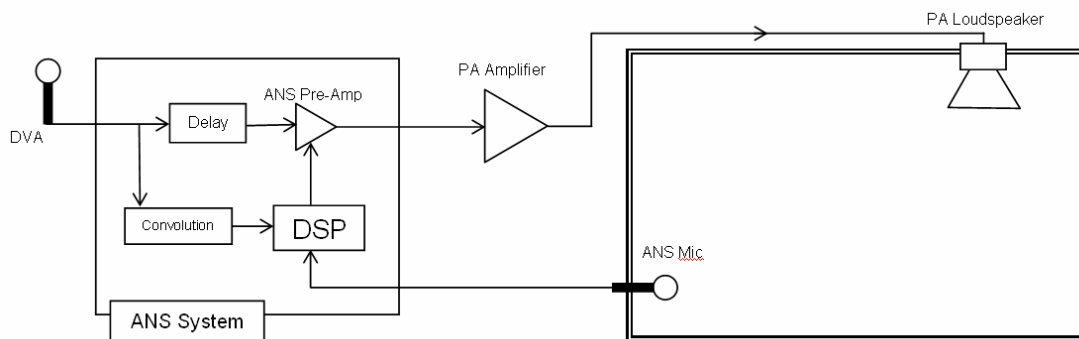 PA Loudspeaker
PA Amplifier
ANS Pre-Amp
Delay
DVA
Convolution
DSP
ANS Mic
ANS System